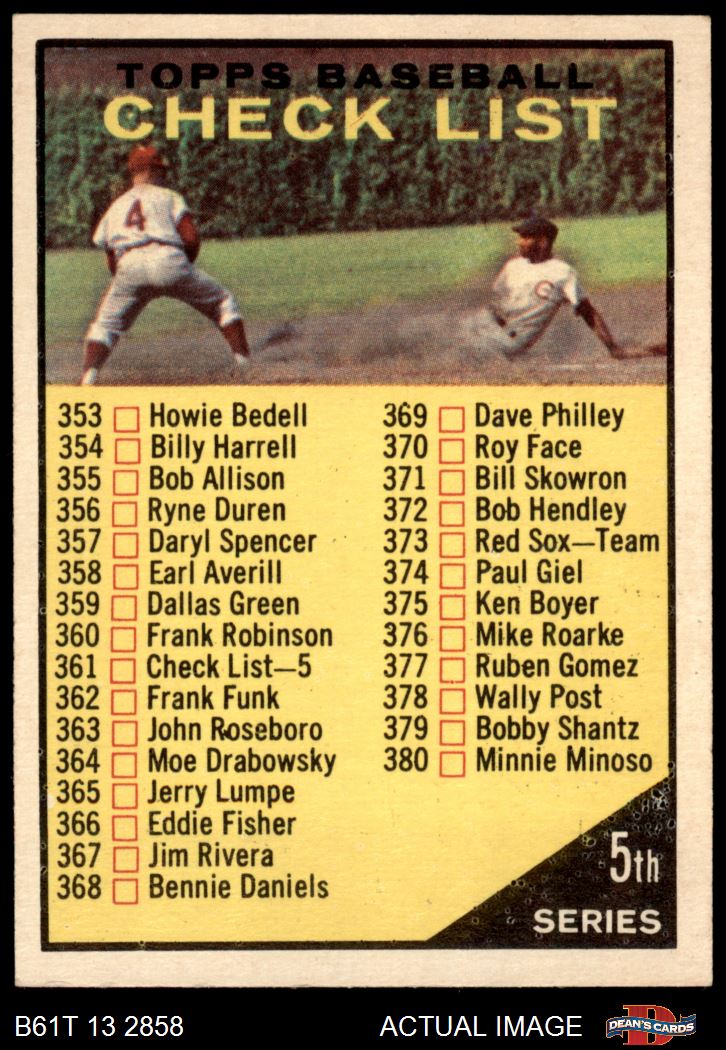 TOPPS BASEBALL
CHECK LIST
4
C
353 Howie Bedell
354 Billy Harrell
355 Bob Allison
356 Ryne Duren
357 Daryl Spencer
358 Earl Averill
359 Dallas Green
360 Frank Robinson
361 Check List—5
362 Frank Funk
363 John Roseboro
364 Moe Drabowsky
365 Jerry Lumpe
366 Eddie Fisher
367 Jim Rivera
368 Bennie Daniels
369 Dave Philley
370 Roy Face
371 Bill Skowron
372 Bob Hendley
373 Red Sox—Team
374 Paul Giel
375 Ken Boyer
376 Mike Roarke
377 Ruben Gomez
378 Wally Post
379 Bobby Shantz
380 Minnie Minoso
5th
SERIES
B61T 13 2858
ACTUAL IMAGE
D
DEAN'S CARDS